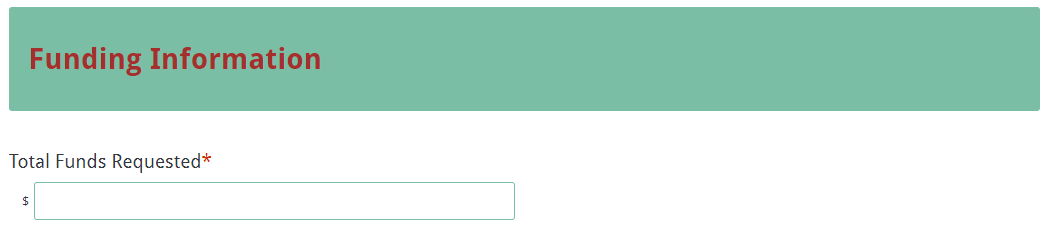 Funding Information
Total Funds Requested*
$